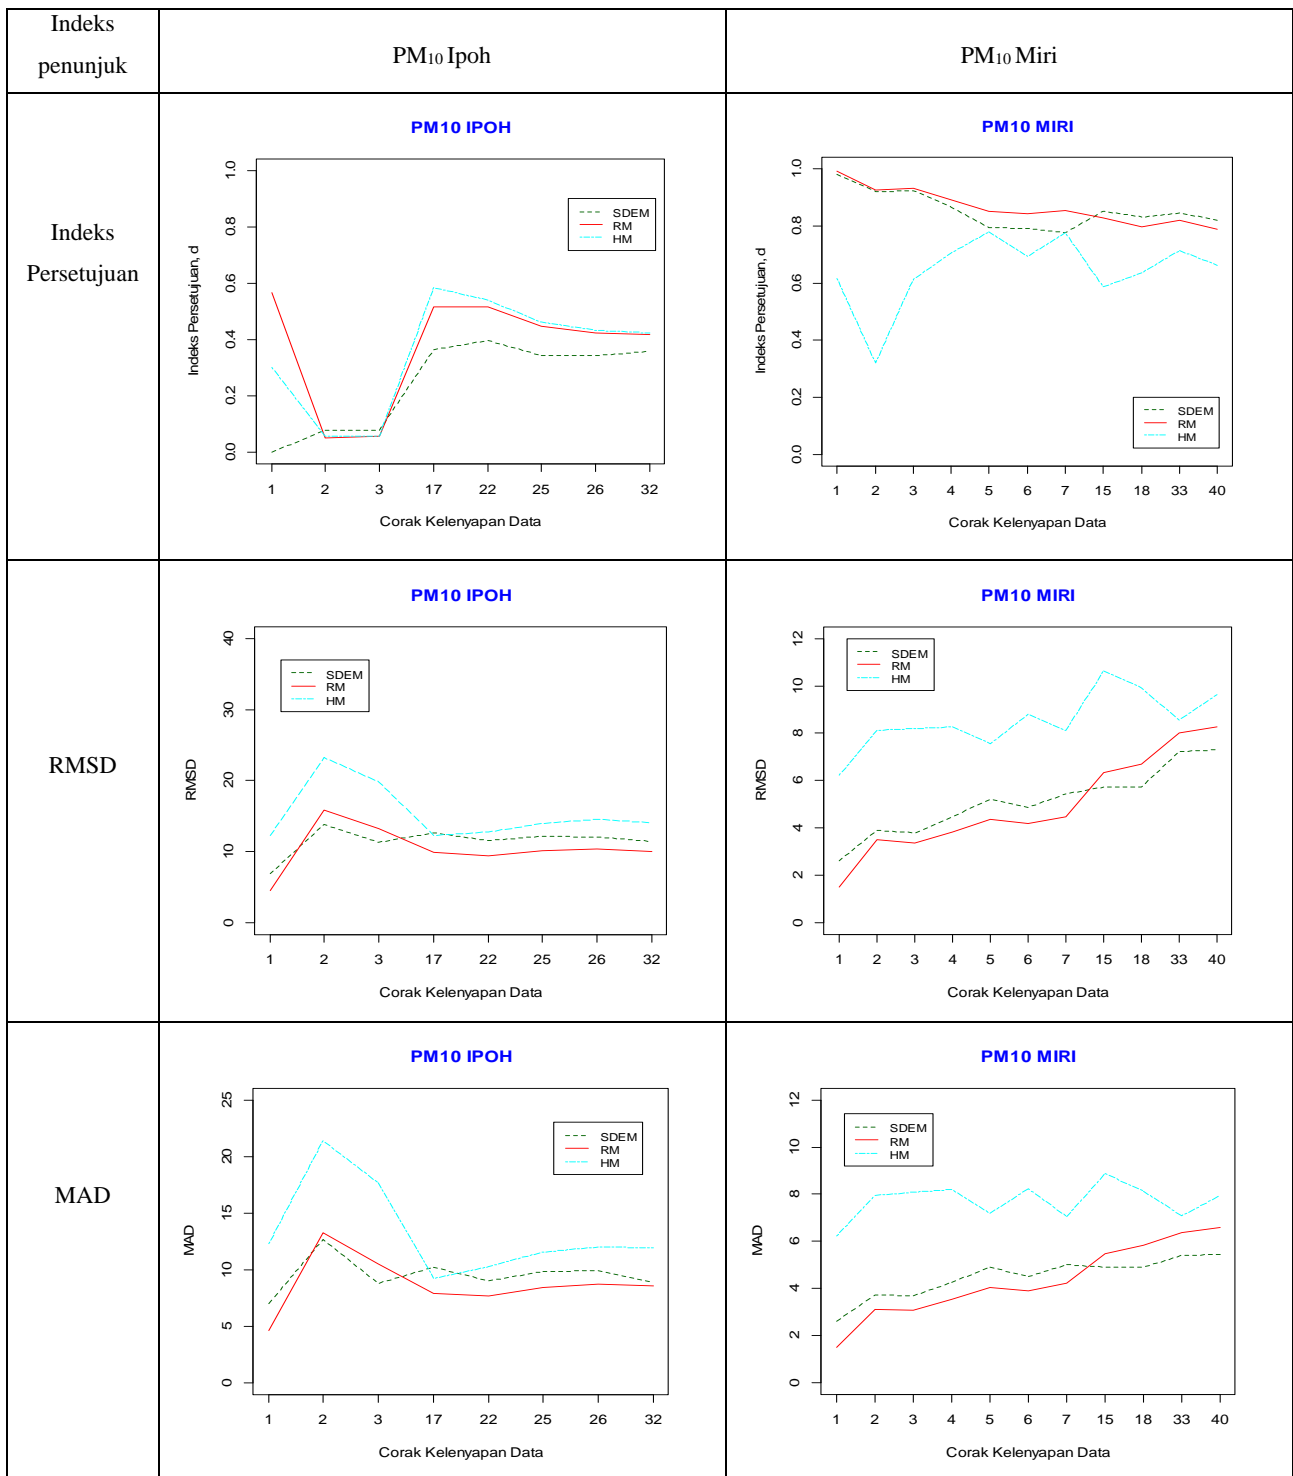 Indeks
penunjuk
PM10 Ipoh
PM10 Miri
Indeks
Persetujuan
PM10 IPOH
Indeks Persetujuan, d
1.0
0.8
0.6
0.4
0.2
0.0
SDEM
RM
HM
1 2 3 17 22 25 26 32
Corak Kelenyapan Data
PM10 MIRI
Indeks Persetujuan, d
1.0
0.8
0.6
0.4
0.2
0.0
SDEM
RM
HM
1 2 3 4 5 6 7 15 18 33 40
Corak Kelenyapan Data
RMSD
PM10 IPOH
RMSD
40
30
20
10
0
SDEM
RM
HM
1 2 3 17 22 25 26 32
Corak Kelenyapan Data
PM10 MIRI
RMSD
12
10
8
6
4
2
0
SDEM
RM
HM
1 2 3 4 5 6 7 15 18 33 40
Corak Kelenyapan Data
MAD
PM10 IPOH
MAD
25
20
15
10
5
0
SDEM
RM
HM
1 2 3 17 22 25 26 32
Corak Kelenyapan Data
PM10 MIRI
MAD
12
10
8
6
4
2
0
SDEM
RM
HM
1 2 3 4 5 6 7 15 18 33 40
Corak Kelenyapan Data